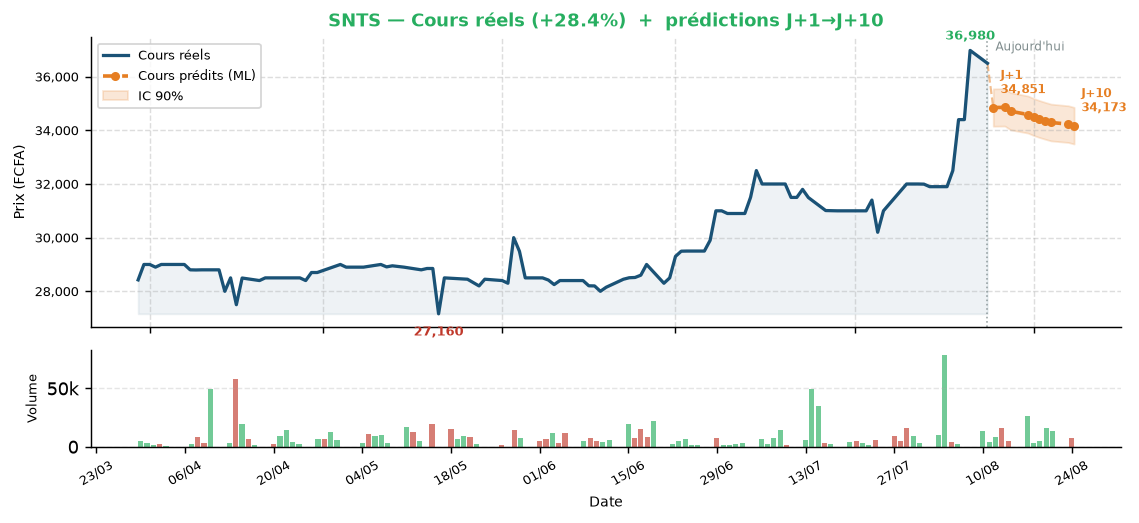 SNTS — Cours réels (+28.4%)  +  prédictions J+1→J+10
Cours réels
Cours prédits (ML)
IC 90%
36,980
Aujourd'hui
J+1
34,851
J+10
34,173
27,160
Prix (FCFA)
36,000
34,000
32,000
30,000
28,000
Volume
50k
0
23/03
06/04
20/04
04/05
18/05
01/06
15/06
29/06
13/07
27/07
10/08
24/08
Date